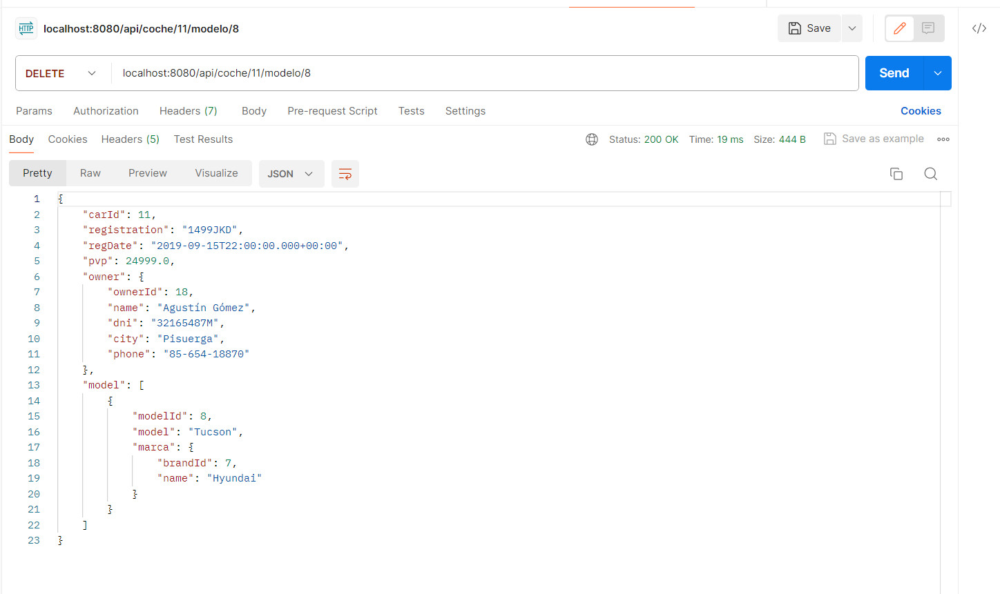 HTTP localhost:8080/api/coche/11/modelo/8 Save </>
DELETE localhost:8080/api/coche/11/modelo/8 Send
Params Authorization Headers (7) Body Pre-request Script Tests Settings Cookies
Body Cookies Headers (5) Test Results Status: 200 OK Time: 19 ms Size: 444 B Save as example
Pretty Raw Preview Visualize JSON
1 {
2 "carId": 11,
3 "registration": "1499JKD",
4 "regDate": "2019-09-15T22:00:00.000+00:00",
5 "pvp": 24999.0,
6 "owner": {
7 "ownerId": 18,
8 "name": "Agustín Gómez",
9 "dni": "32165487M",
10 "city": "Pisuerga",
11 "phone": "85-654-18870"
12 },
13 "model": [
14 {
15 "modelId": 8,
16 "model": "Tucson",
17 "marca": {
18 "brandId": 7,
19 "name": "Hyundai"
20 }
21 }
22 ]
23 }